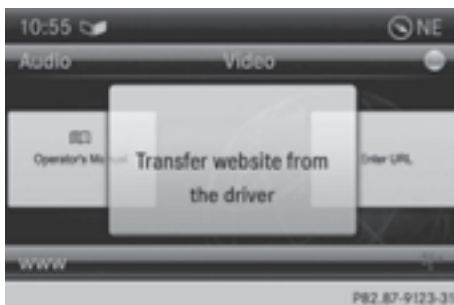 10:55 NE
Audio Video
Operator's Manual
Transfer website from
the driver
Enter URL
www
P82.87-9123-31